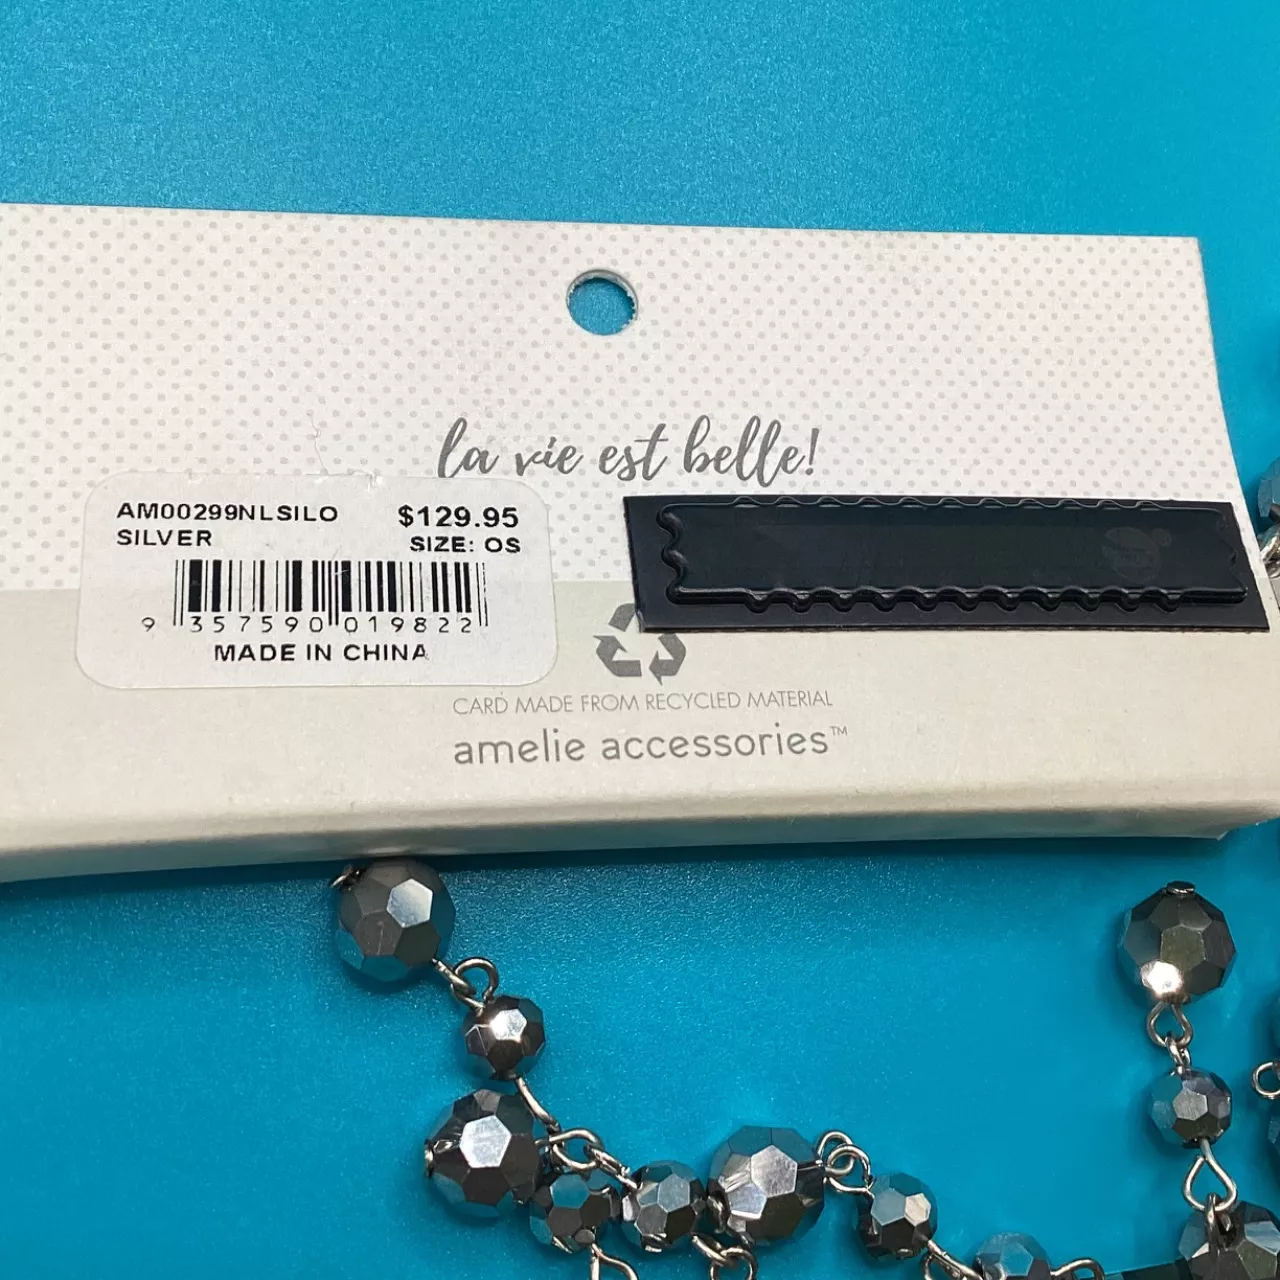 la vie est belle!
AM00299NLSILO $129.95
SILVER SIZE: OS
9 357590 019822
MADE IN CHINA
CARD MADE FROM RECYCLED MATERIAL
amelie accessories™